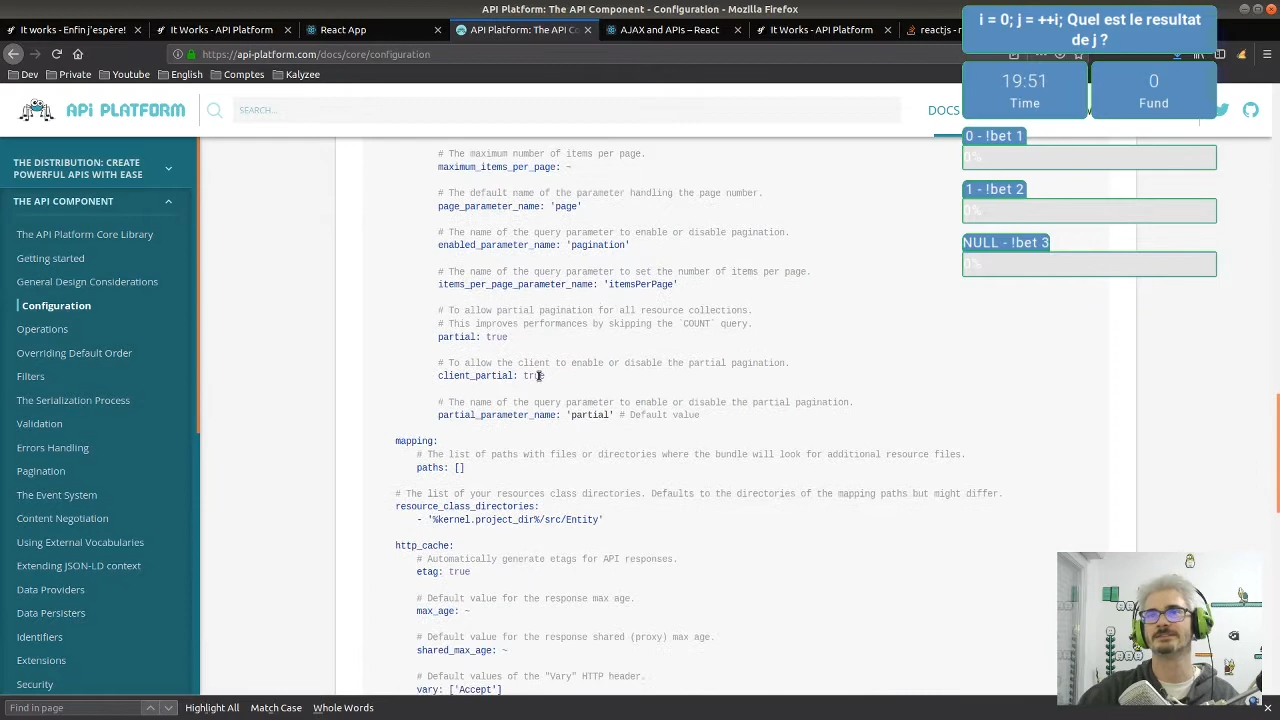 API Platform: The API Component - Configuration - Mozilla Firefox
It works - Enfin j'espère!
It Works - API Platform
React App
API Platform: The API Co
AJAX and APIs – React
It Works - API Platform
reactjs -
https://api-platform.com/docs/core/configuration
Dev
Private
Youtube
English
Comptes
Kalyzee
i = 0; j = ++i; Quel est le resultat
de j ?
19:51
Time
0
Fund
0 - !bet 1
0%
1 - !bet 2
0%
NULL - !bet 3
0%
API PLATFORM
SEARCH...
DOCS
THE DISTRIBUTION: CREATE
POWERFUL APIS WITH EASE
THE API COMPONENT
The API Platform Core Library
Getting started
General Design Considerations
Configuration
Operations
Overriding Default Order
Filters
The Serialization Process
Validation
Errors Handling
Pagination
The Event System
Content Negotiation
Using External Vocabularies
Extending JSON-LD context
Data Providers
Data Persisters
Identifiers
Extensions
Security
# The maximum number of items per page.
maximum_items_per_page: ~
# The default name of the parameter handling the page number.
page_parameter_name: 'page'
# The name of the query parameter to enable or disable pagination.
enabled_parameter_name: 'pagination'
# The name of the query parameter to set the number of items per page.
items_per_page_parameter_name: 'itemsPerPage'
# To allow partial pagination for all resource collections.
# This improves performances by skipping the `COUNT` query.
partial: true
# To allow the client to enable or disable the partial pagination.
client_partial: true
# The name of the query parameter to enable or disable the partial pagination.
partial_parameter_name: 'partial' # Default value
mapping:
# The list of paths with files or directories where the bundle will look for additional resource files.
paths: []
# The list of your resources class directories. Defaults to the directories of the mapping paths but might differ.
resource_class_directories:
- '%kernel.project_dir%/src/Entity'
http_cache:
# Automatically generate etags for API responses.
etag: true
# Default value for the response max age.
max_age: ~
# Default value for the response shared (proxy) max age.
shared_max_age: ~
# Default values of the "Vary" HTTP header.
vary: ['Accept']
Find in page
Highlight All
Match Case
Whole Words